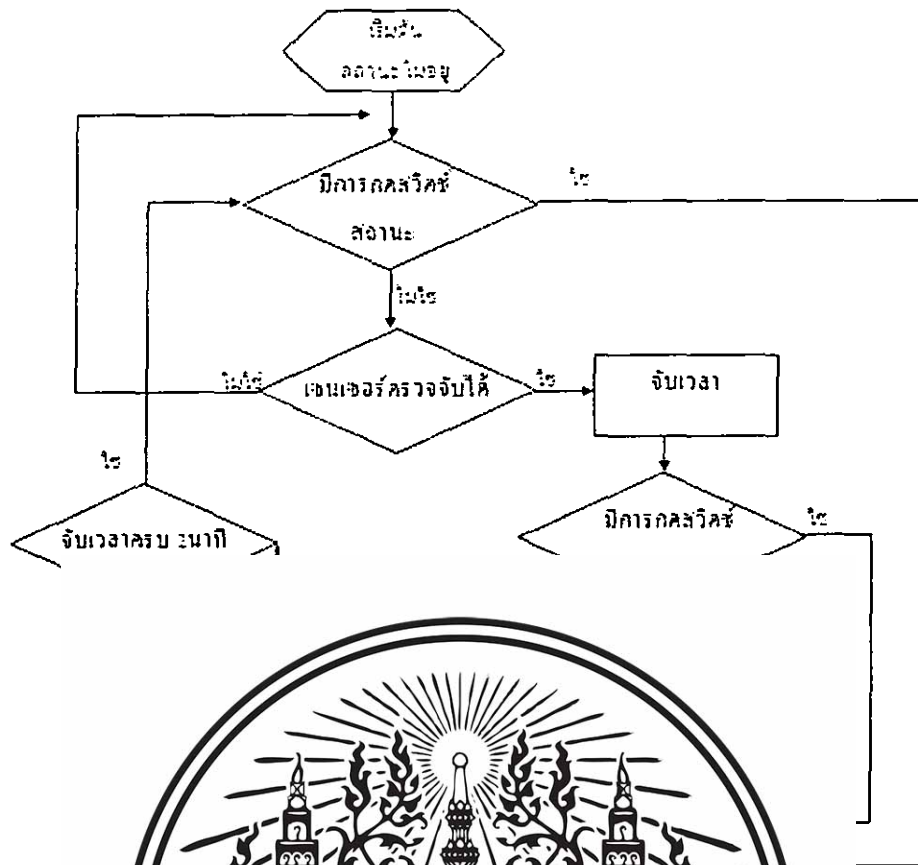 เริ่มต้น
สถานะไม่อยู่
มีการกดสวิตช์
ใช่
สถานะ
ไม่ใช่
ไม่ใช่
เซนเซอร์ตรวจจับได้
ใช่
จับเวลา
ใช่
มีการกดสวิตช์
ใช่
จับเวลาครบ 2นาที